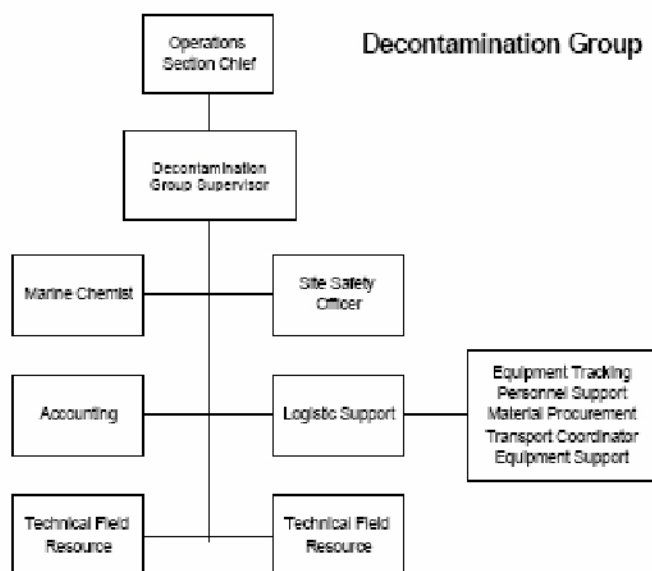 Operations
Section Chief
Decontamination Group
Decontamination
Group Supervisor
Marine Chemist
Site Safety
Officer
Accounting
Logistic Support
Equipment Tracking
Personnel Support
Material Procurement
Transport Coordinator
Equipment Support
Technical Field
Resource
Technical Field
Resource